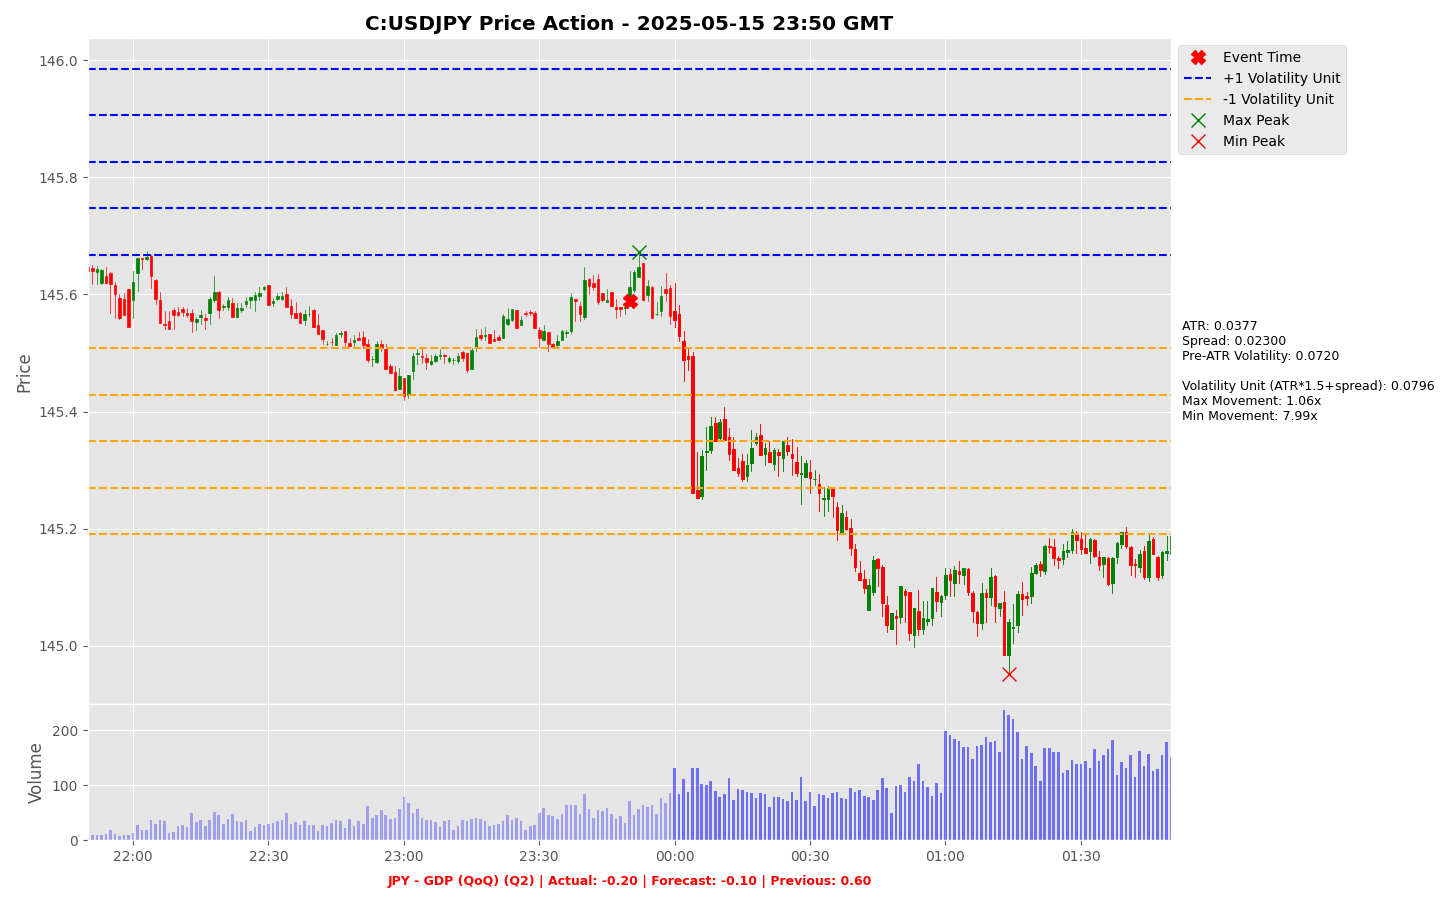 C:USDJPY Price Action - 2025-05-15 23:50 GMT
Event Time
+1 Volatility Unit
-1 Volatility Unit
Max Peak
Min Peak
146.0
145.8
145.6
145.4
145.2
145.0
Price
ATR: 0.0377
Spread: 0.02300
Pre-ATR Volatility: 0.0720
Volatility Unit (ATR*1.5+spread): 0.0796
Max Movement: 1.06x
Min Movement: 7.99x
200
100
0
Volume
22:00
22:30
23:00
23:30
00:00
00:30
01:00
01:30
JPY - GDP (QoQ) (Q2) | Actual: -0.20 | Forecast: -0.10 | Previous: 0.60